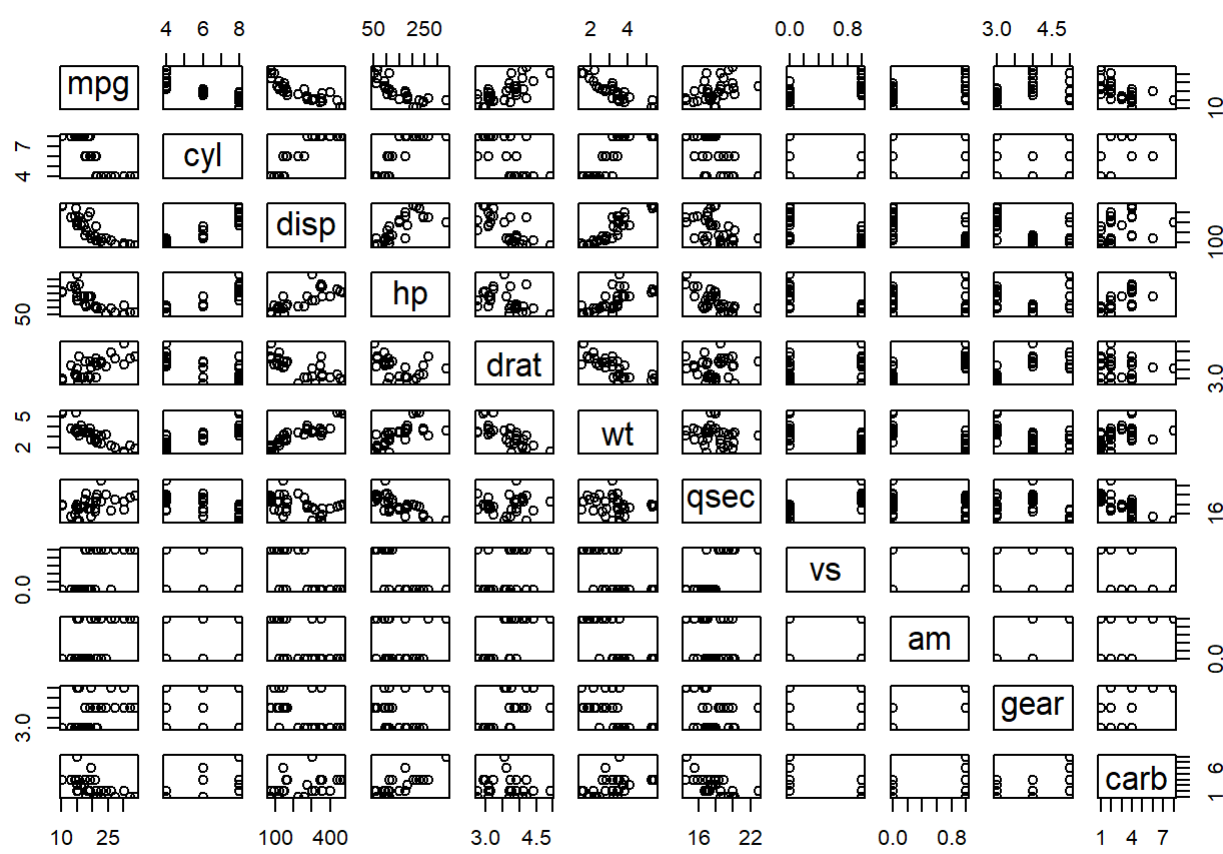 4 6 8 50 250 2 4 0.0 0.8 3.0 4.5
mpg 10
7 4 cyl
disp 100
50 hp
drat 3.0
5 2 wt
qsec 16
0.0 vs
am 0.0
3.0 gear
carb 6 1
10 25 100 400 3.0 4.5 16 22 0.0 0.8 1 4 7